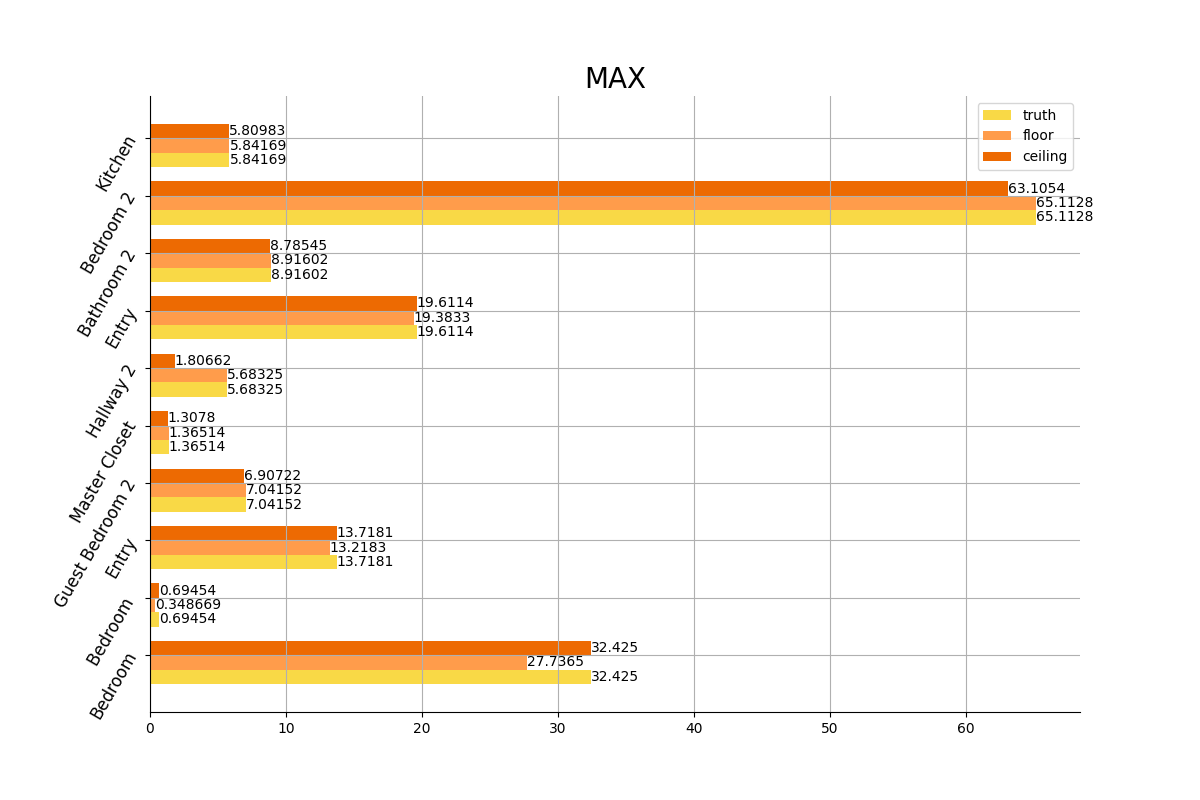 MAX
truth
floor
ceiling
Kitchen
5.80983
5.84169
5.84169
Bedroom 2
63.1054
65.1128
65.1128
Bathroom 2
8.78545
8.91602
8.91602
Entry
19.6114
19.3833
19.6114
Hallway 2
1.80662
5.68325
5.68325
Master Closet
1.3078
1.36514
1.36514
Guest Bedroom 2
6.90722
7.04152
7.04152
Entry
13.7181
13.2183
13.7181
Bedroom
0.69454
0.348669
0.69454
Bedroom
32.425
27.7365
32.425
0 10 20 30 40 50 60